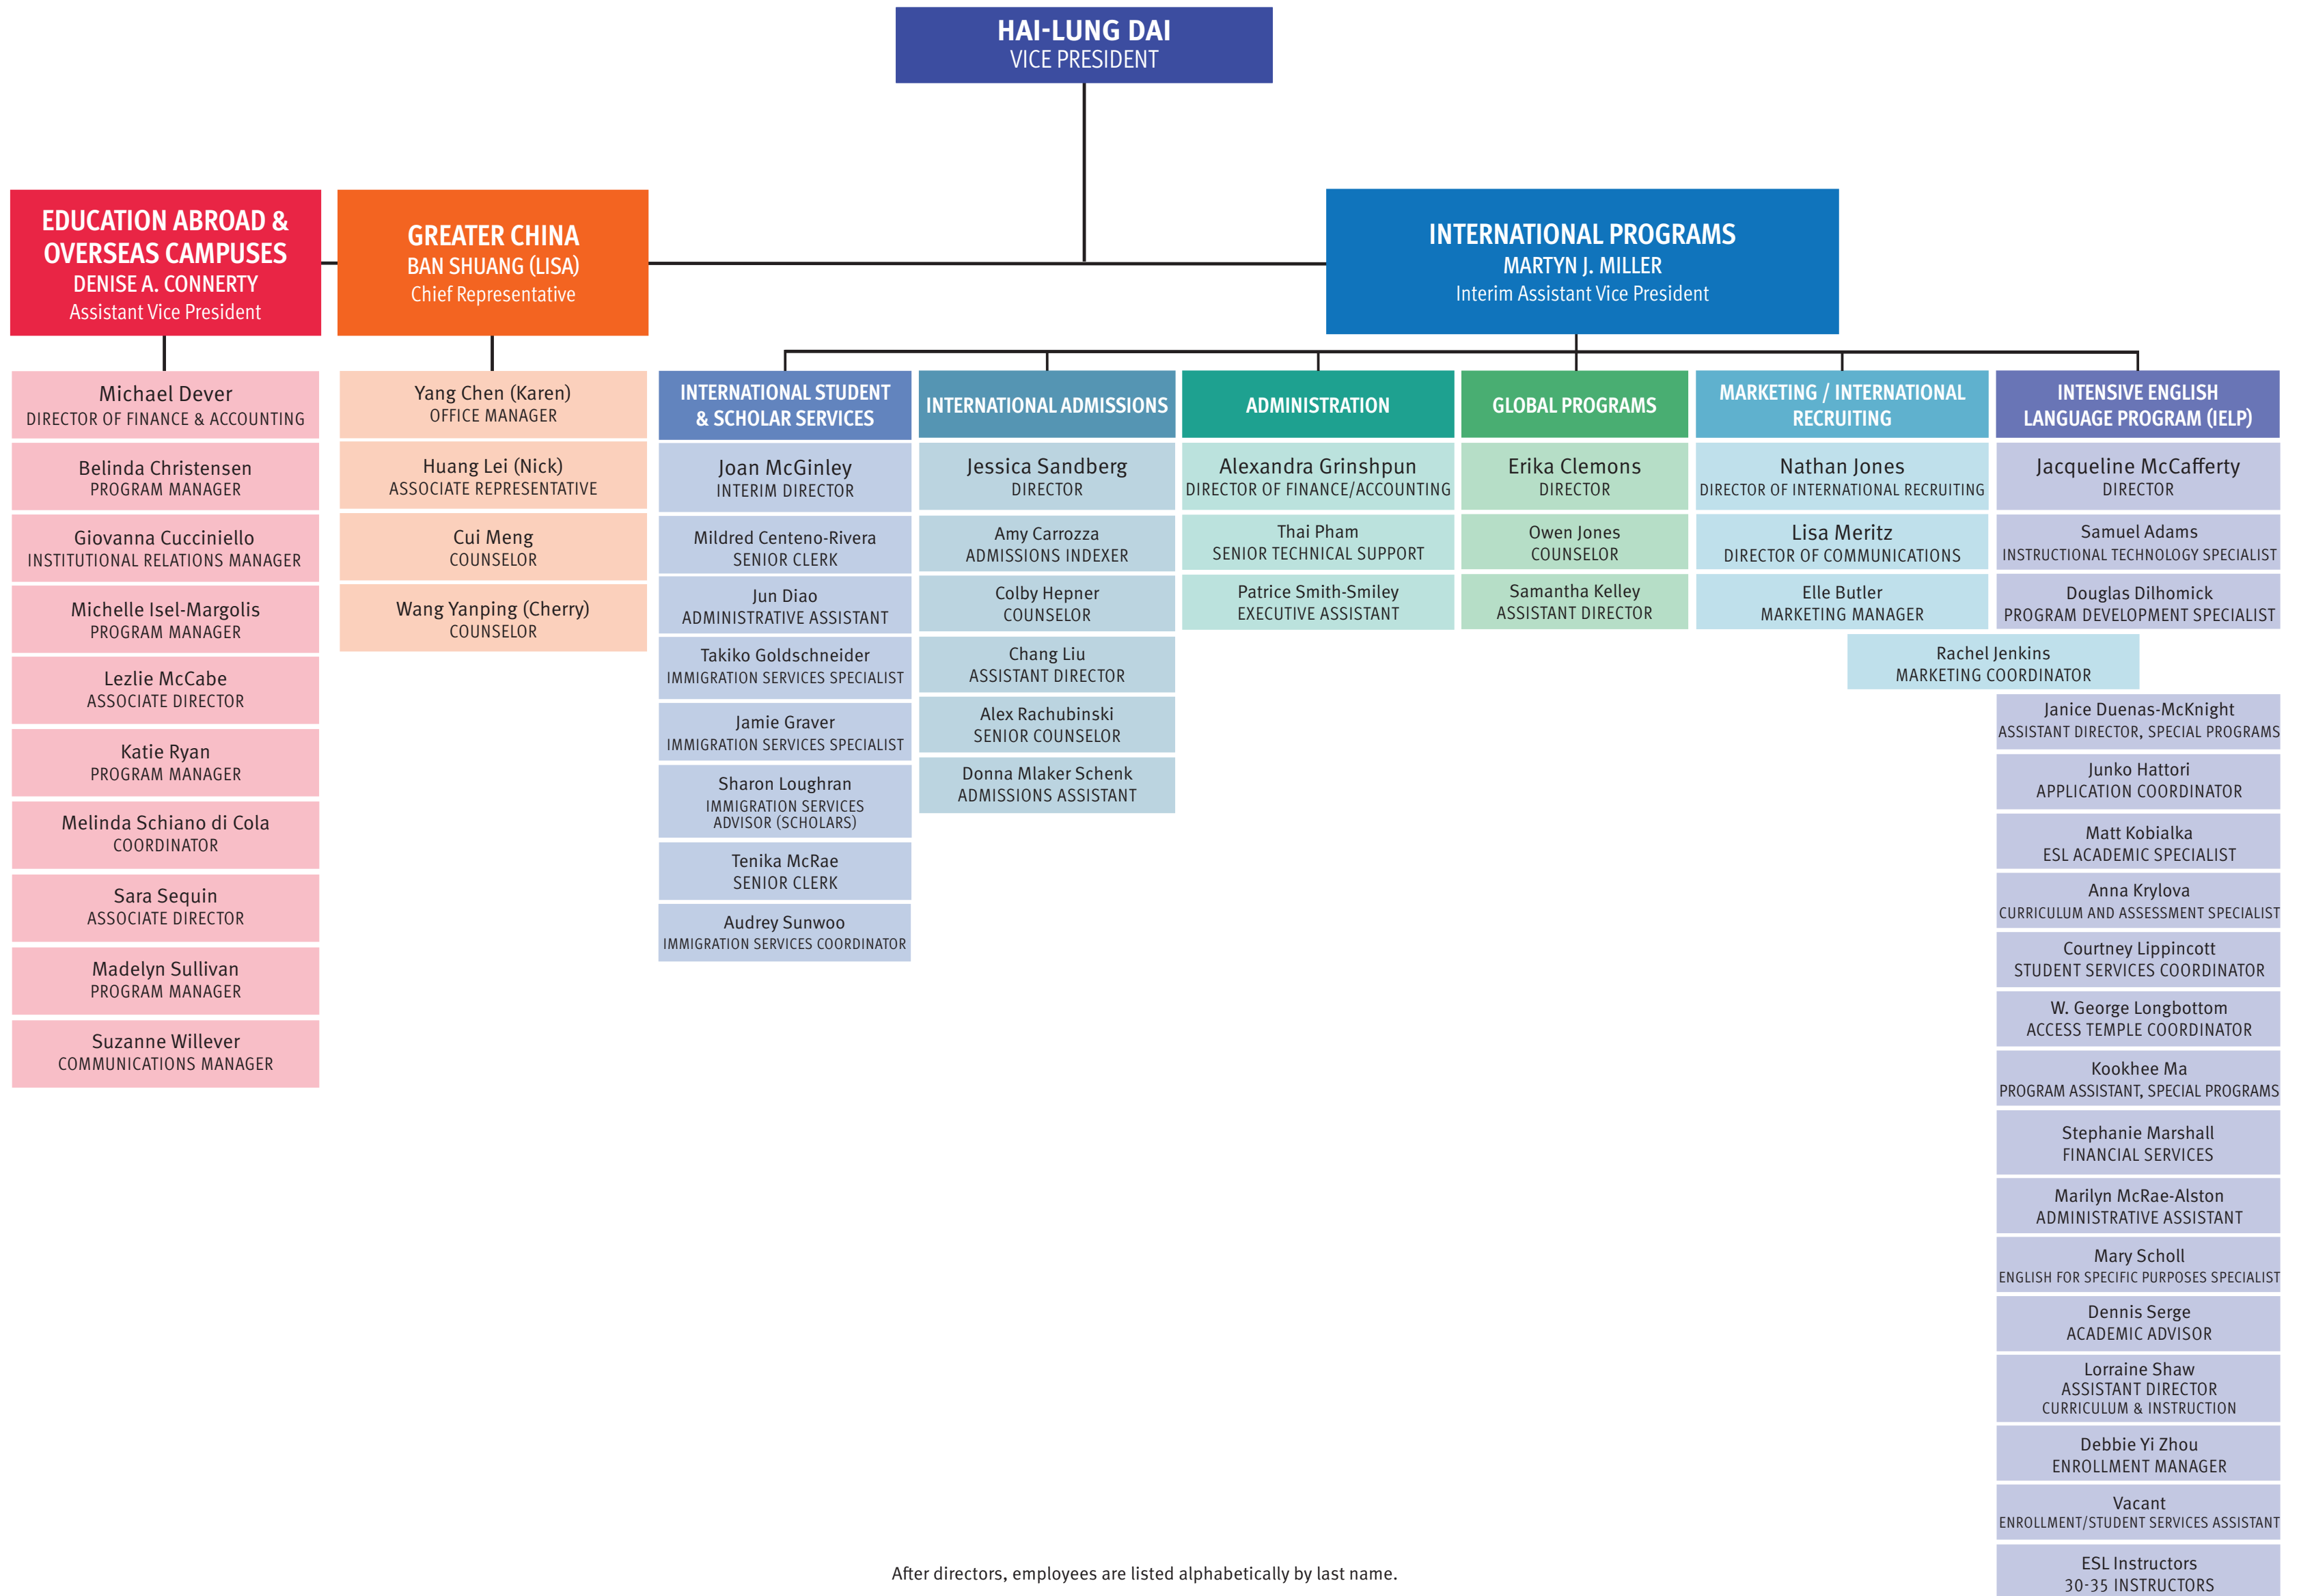 HAI-LUNG DAI
VICE PRESIDENT
EDUCATION ABROAD &
OVERSEAS CAMPUSES
DENISE A. CONNERTY
Assistant Vice President
GREATER CHINA
BAN SHUANG (LISA)
Chief Representative
INTERNATIONAL PROGRAMS
MARTYN J. MILLER
Interim Assistant Vice President
Michael Dever
DIRECTOR OF FINANCE & ACCOUNTING
Belinda Christensen
PROGRAM MANAGER
Giovanna Cucciniello
INSTITUTIONAL RELATIONS MANAGER
Michelle Isel-Margolis
PROGRAM MANAGER
Lezlie McCabe
ASSOCIATE DIRECTOR
Katie Ryan
PROGRAM MANAGER
Melinda Schiano di Cola
COORDINATOR
Sara Sequin
ASSOCIATE DIRECTOR
Madelyn Sullivan
PROGRAM MANAGER
Suzanne Willever
COMMUNICATIONS MANAGER
Yang Chen (Karen)
OFFICE MANAGER
Huang Lei (Nick)
ASSOCIATE REPRESENTATIVE
Cui Meng
COUNSELOR
Wang Yanping (Cherry)
COUNSELOR
INTERNATIONAL STUDENT
& SCHOLAR SERVICES
Joan McGinley
INTERIM DIRECTOR
Mildred Centeno-Rivera
SENIOR CLERK
Jun Diao
ADMINISTRATIVE ASSISTANT
Takiko Goldschneider
IMMIGRATION SERVICES SPECIALIST
Jamie Graver
IMMIGRATION SERVICES SPECIALIST
Sharon Loughran
IMMIGRATION SERVICES
ADVISOR (SCHOLARS)
Tenika McRae
SENIOR CLERK
Audrey Sunwoo
IMMIGRATION SERVICES COORDINATOR
INTERNATIONAL ADMISSIONS
Jessica Sandberg
DIRECTOR
Amy Carrozza
ADMISSIONS INDEXER
Colby Hepner
COUNSELOR
Chang Liu
ASSISTANT DIRECTOR
Alex Rachubinski
SENIOR COUNSELOR
Donna Mlaker Schenk
ADMISSIONS ASSISTANT
ADMINISTRATION
Alexandra Grinshpun
DIRECTOR OF FINANCE/ACCOUNTING
Thai Pham
SENIOR TECHNICAL SUPPORT
Patrice Smith-Smiley
EXECUTIVE ASSISTANT
GLOBAL PROGRAMS
Erika Clemons
DIRECTOR
Owen Jones
COUNSELOR
Samantha Kelley
ASSISTANT DIRECTOR
MARKETING / INTERNATIONAL
RECRUITING
Nathan Jones
DIRECTOR OF INTERNATIONAL RECRUITING
Lisa Meritz
DIRECTOR OF COMMUNICATIONS
Elle Butler
MARKETING MANAGER
Rachel Jenkins
MARKETING COORDINATOR
INTENSIVE ENGLISH
LANGUAGE PROGRAM (IELP)
Jacqueline McCafferty
DIRECTOR
Samuel Adams
INSTRUCTIONAL TECHNOLOGY SPECIALIST
Douglas Dilhomick
PROGRAM DEVELOPMENT SPECIALIST
Janice Duenas-McKnight
ASSISTANT DIRECTOR, SPECIAL PROGRAMS
Junko Hattori
APPLICATION COORDINATOR
Matt Kobialka
ESL ACADEMIC SPECIALIST
Anna Krylova
CURRICULUM AND ASSESSMENT SPECIALIST
Courtney Lippincott
STUDENT SERVICES COORDINATOR
W. George Longbottom
ACCESS TEMPLE COORDINATOR
Kookhee Ma
PROGRAM ASSISTANT, SPECIAL PROGRAMS
Stephanie Marshall
FINANCIAL SERVICES
Marilyn McRae-Alston
ADMINISTRATIVE ASSISTANT
Mary Scholl
ENGLISH FOR SPECIFIC PURPOSES SPECIALIST
Dennis Serge
ACADEMIC ADVISOR
Lorraine Shaw
ASSISTANT DIRECTOR
CURRICULUM & INSTRUCTION
Debbie Yi Zhou
ENROLLMENT MANAGER
Vacant
ENROLLMENT/STUDENT SERVICES ASSISTANT
ESL Instructors
30-35 INSTRUCTORS
After directors, employees are listed alphabetically by last name.